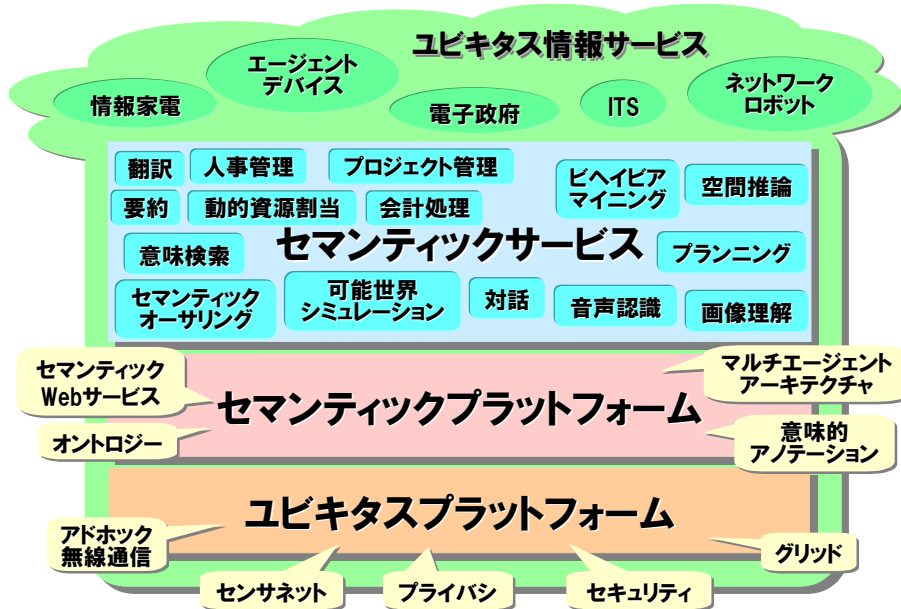 ユビキタス情報サービス
エージェント
デバイス
ネットワーク
ロボット
情報家電
電子政府
ITS
翻訳
人事管理
プロジェクト管理
ビヘイビア
マイニング
空間推論
要約
動的資源割当
会計処理
セマンティックサービス
意味検索
プランニング
セマンティック
オーサリング
可能世界
シミュレーション
対話
音声認識
画像理解
セマンティック
Webサービス
マルチエージェント
アーキテクチャ
セマンティックプラットフォーム
オントロジー
意味的
アノテーション
ユビキタスプラットフォーム
アドホック
無線通信
グリッド
センサネット
プライバシ
セキュリティ